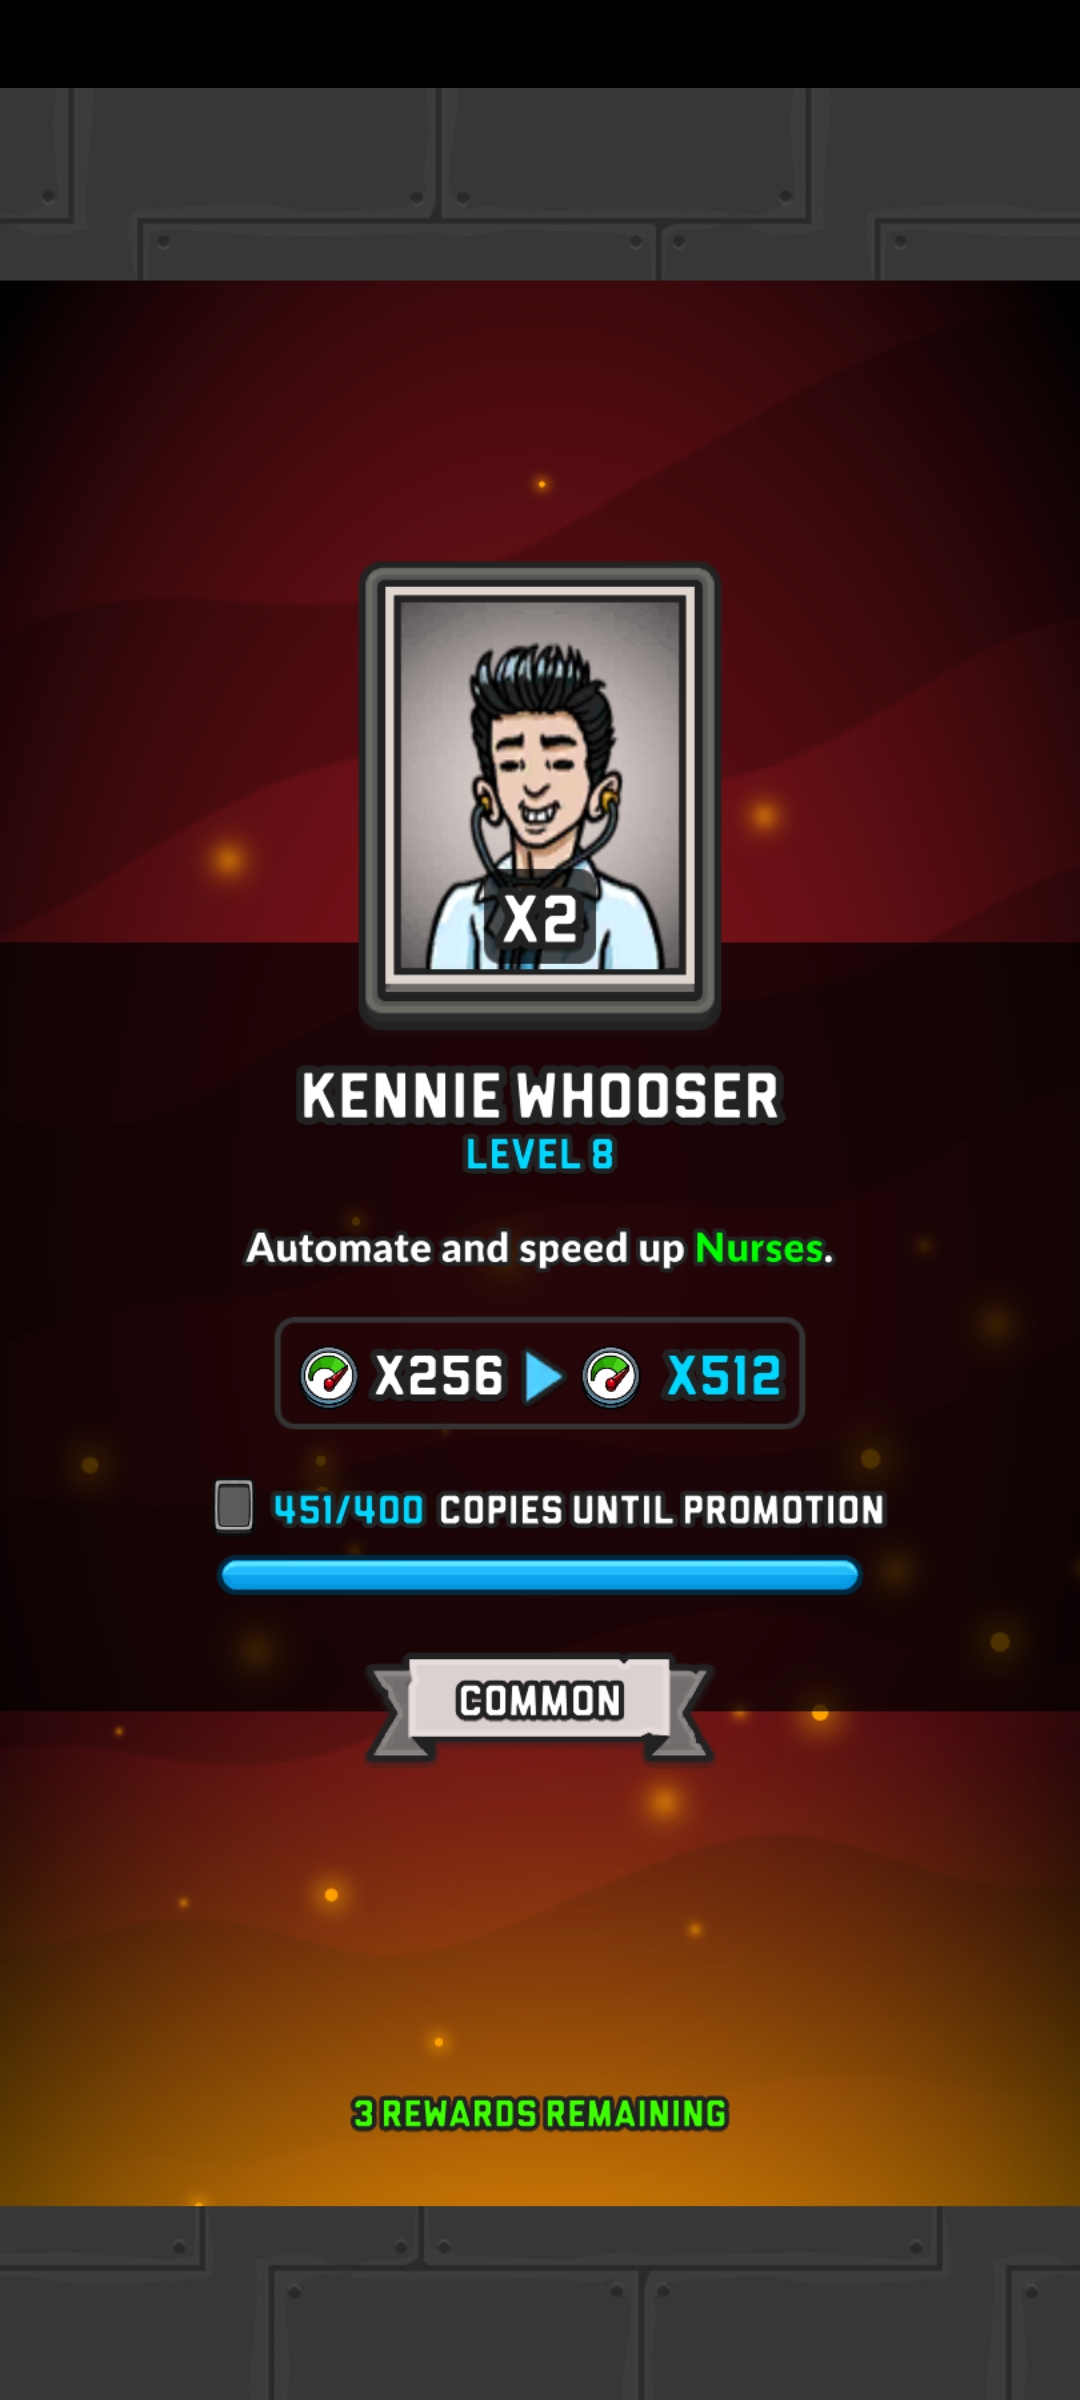 X2
KENNIE WHOOSER
LEVEL 8
Automate and speed up Nurses.
X256 X512
451/400 COPIES UNTIL PROMOTION
COMMON
3 REWARDS REMAINING